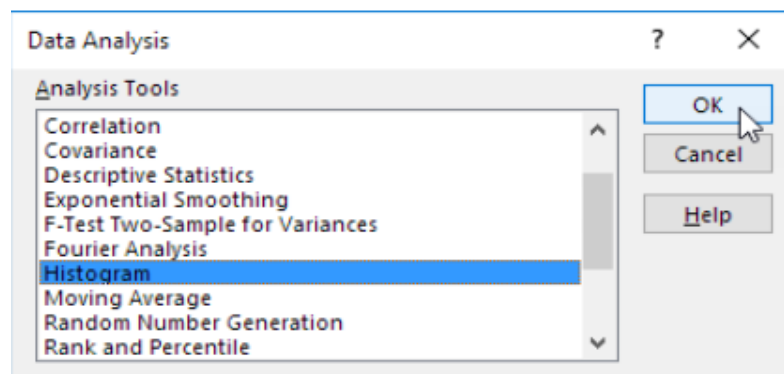 Data Analysis
?
Analysis Tools
Correlation
Covariance
Descriptive Statistics
Exponential Smoothing
F-Test Two-Sample for Variances
Fourier Analysis
Histogram
Moving Average
Random Number Generation
Rank and Percentile
OK
Cancel
Help